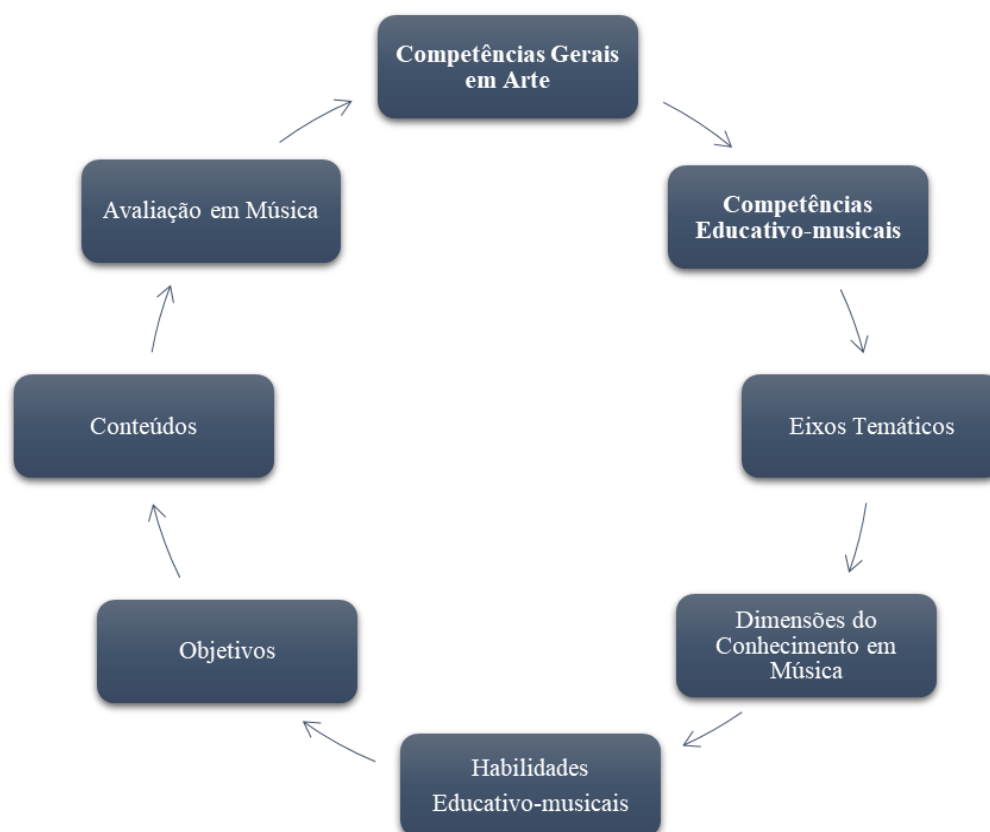 Competências Gerais
em Arte
Competências
Educativo-musicais
Eixos Temáticos
Dimensões do
Conhecimento em
Música
Habilidades
Educativo-musicais
Objetivos
Conteúdos
Avaliação em Música